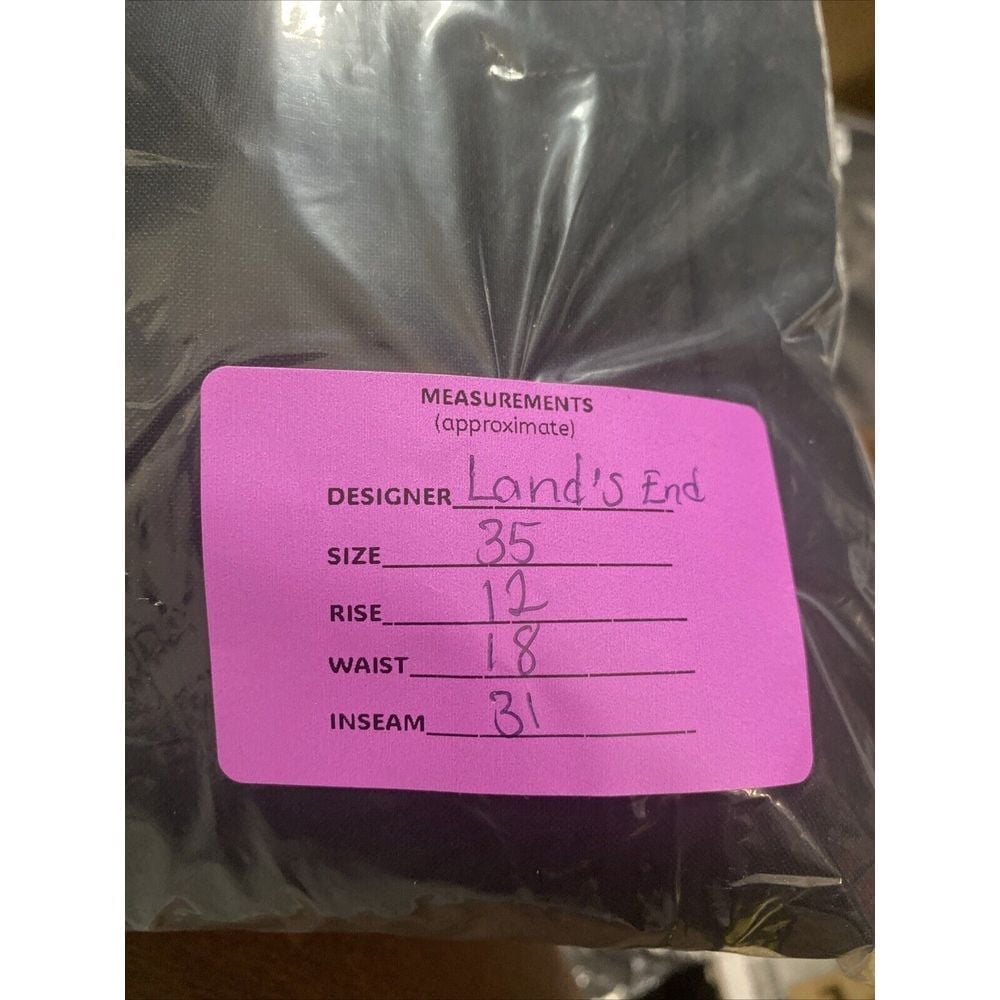 MEASUREMENTS
(approximate)
DESIGNER Land's End
SIZE 35
RISE 12
WAIST 18
INSEAM 31